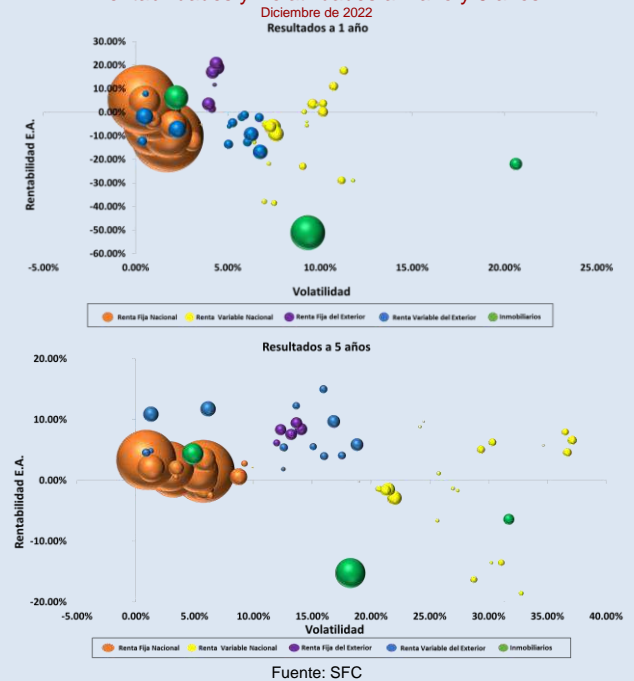 Diciembre de 2022
Resultados a 1 año
30.00%
20.00%
10.00%
0.00%
-10.00%
-20.00%
-30.00%
-40.00%
-50.00%
-60.00%
Rentabilidad E.A.
-5.00% 0.00% 5.00% 10.00% 15.00% 20.00% 25.00%
Volatilidad
Renta Fija Nacional Renta Variable Nacional Renta Fija del Exterior Renta Variable del Exterior Inmobiliarios
Resultados a 5 años
20.00%
10.00%
0.00%
-10.00%
-20.00%
Rentabilidad E.A.
-5.00% 0.00% 5.00% 10.00% 15.00% 20.00% 25.00% 30.00% 35.00% 40.00%
Volatilidad
Renta Fija Nacional Renta Variable Nacional Renta Fija del Exterior Renta Variable del Exterior Inmobiliarios
Fuente: SFC